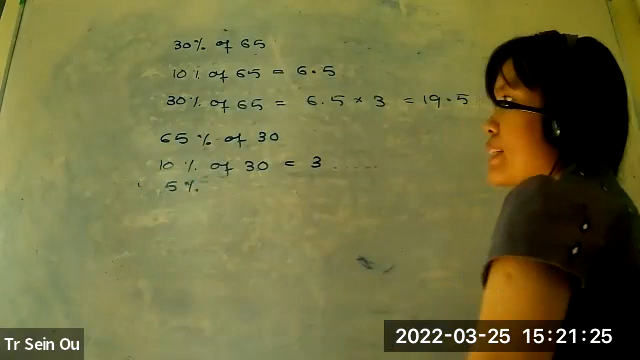 30% of 65
10% of 65 = 6.5
30% of 65 = 6.5 × 3 = 19.5
65% of 30
10% of 30 = 3 .....
5%
Tr Sein Ou
2022-03-25 15:21:25